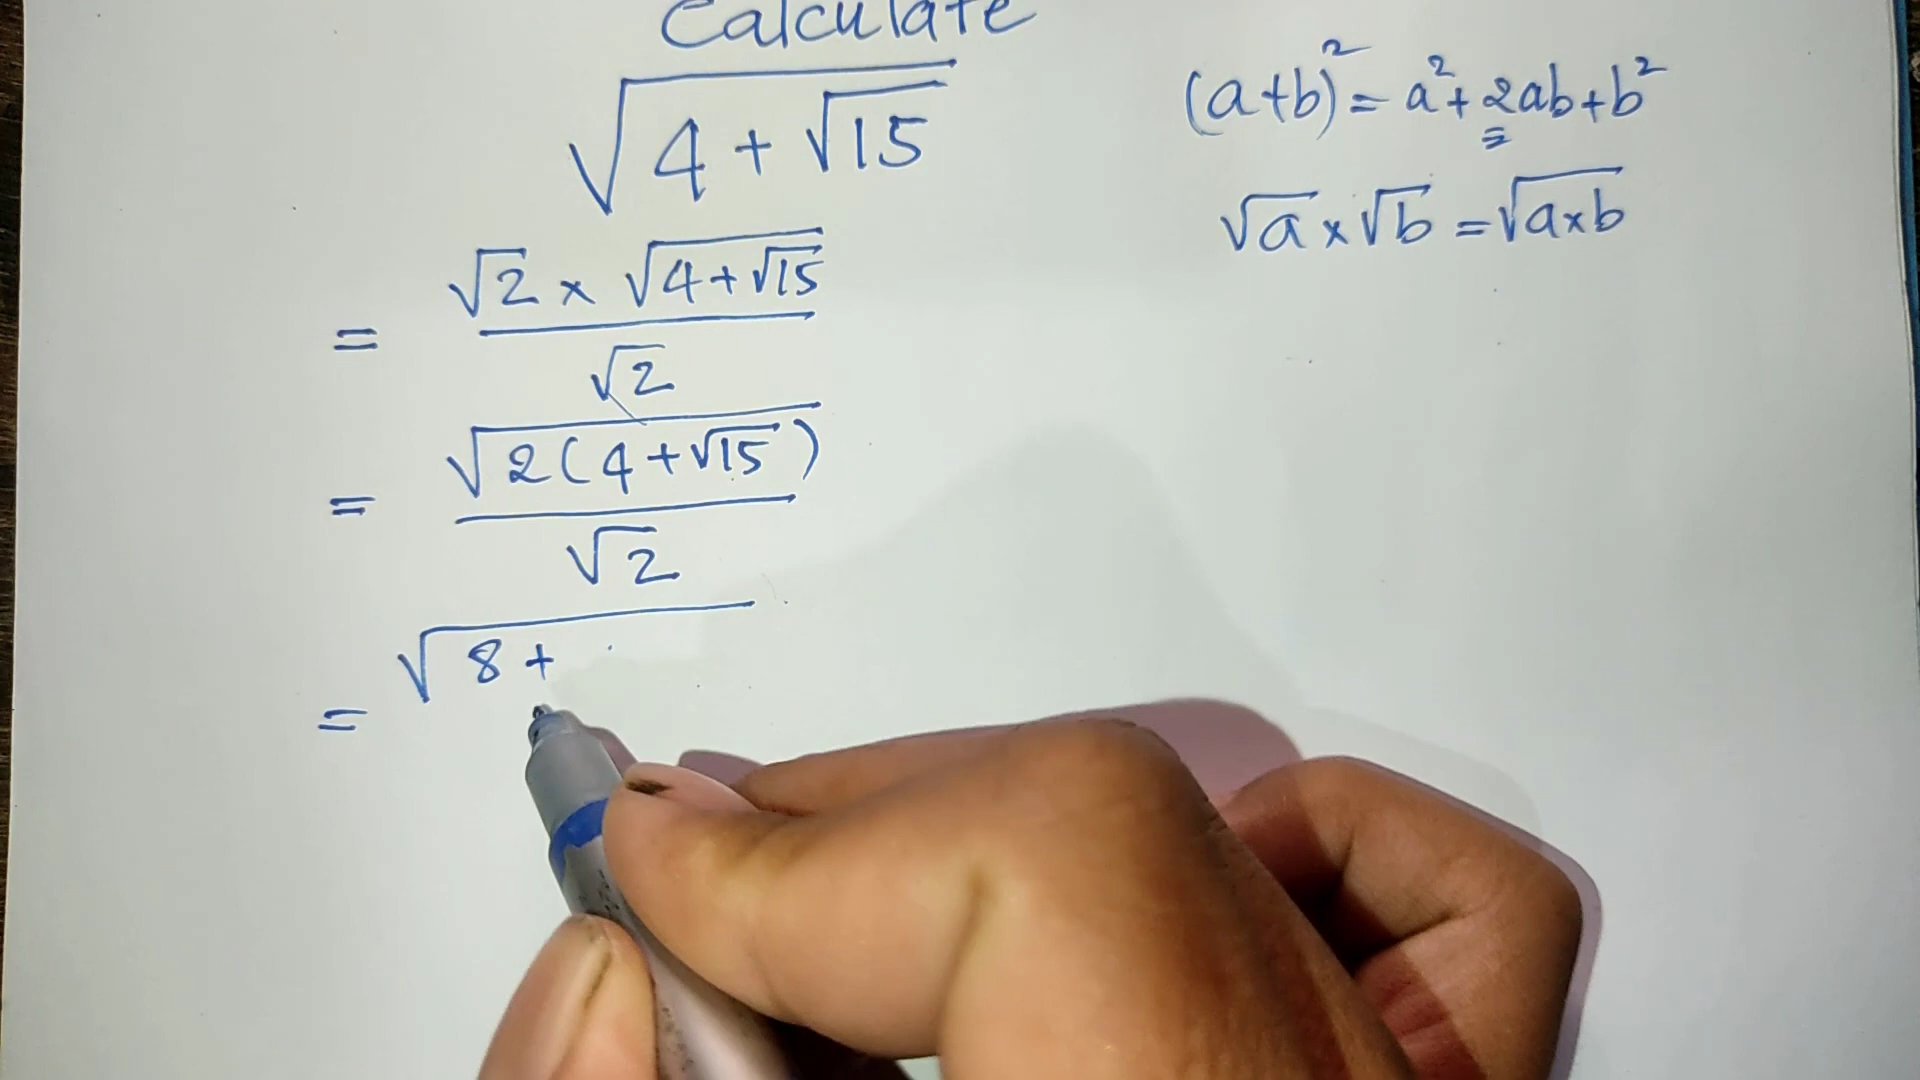 Calculate
√(4 + √15)
= (√2 × √(4 + √15)) / √2
= √(2(4 + √15)) / √2
= √(8 +
(a+b)² = a² + 2ab + b²
√a × √b = √(a×b)